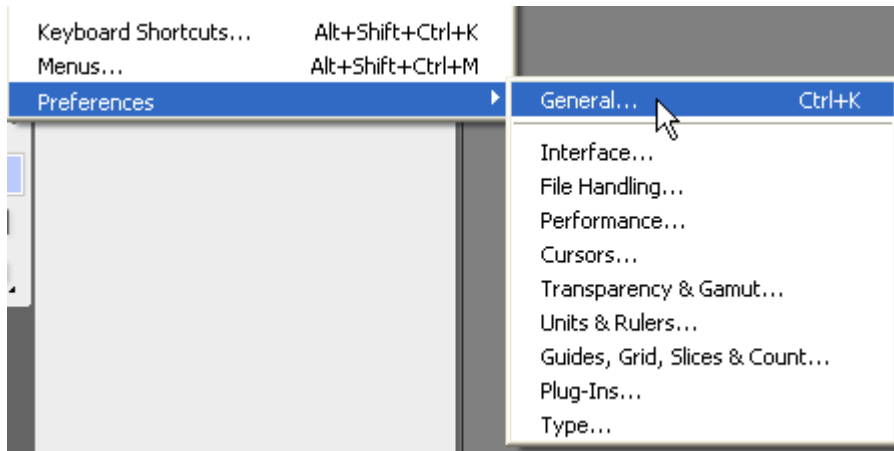 Keyboard Shortcuts... Alt+Shift+Ctrl+K
Menus... Alt+Shift+Ctrl+M
Preferences
General... Ctrl+K
Interface...
File Handling...
Performance...
Cursors...
Transparency & Gamut...
Units & Rulers...
Guides, Grid, Slices & Count...
Plug-Ins...
Type...